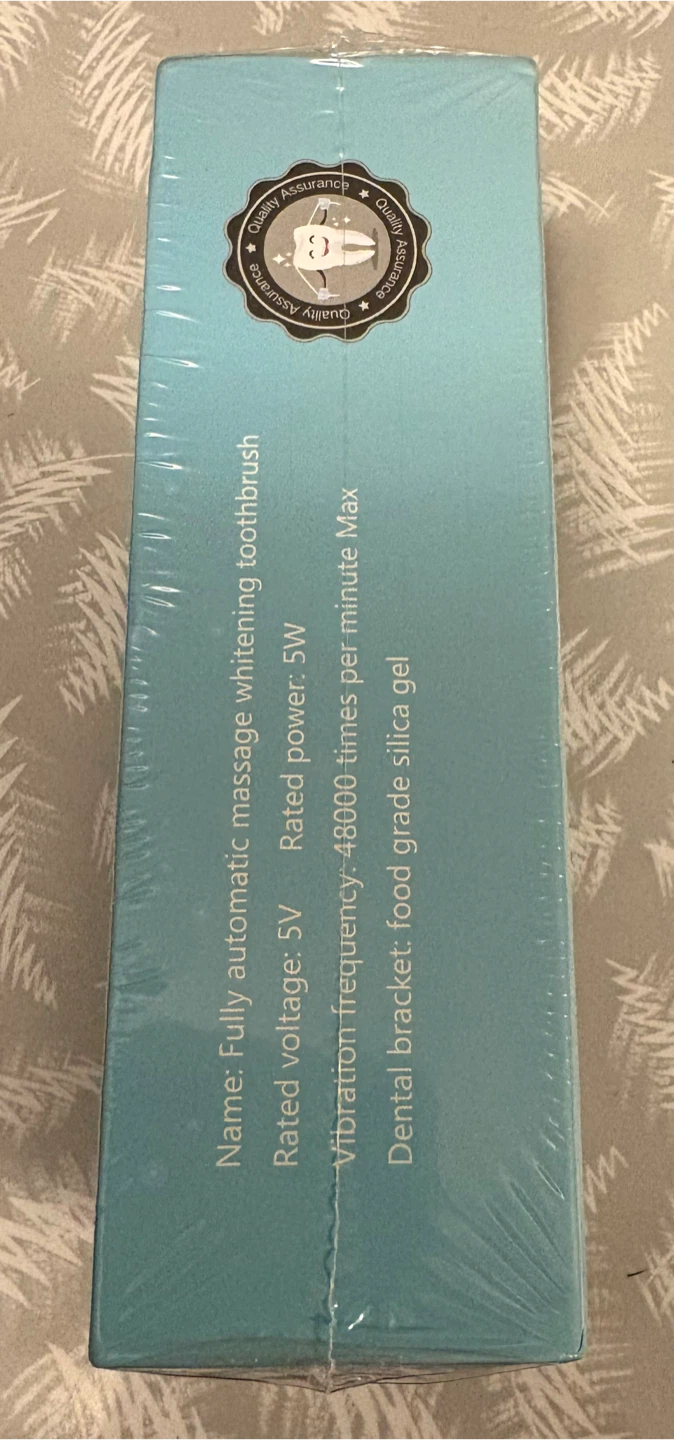 Quality Assurance
Quality Assurance
Quality Assurance
Name: Fully automatic massage whitening toothbrush
Rated voltage: 5V Rated power: 5W
Vibration frequency: 48000 times per minute Max
Dental bracket: food grade silica gel